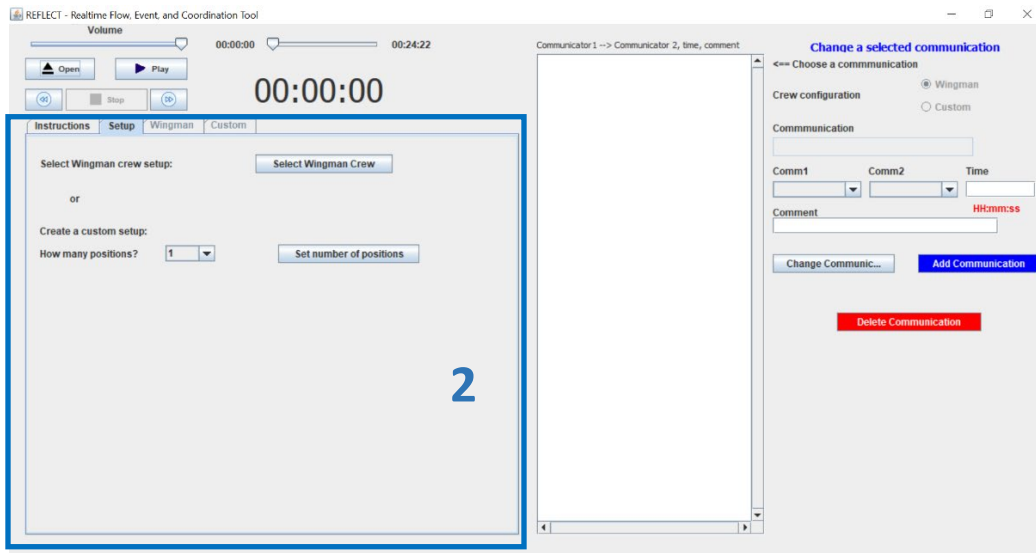 REFLECT - Realtime Flow, Event, and Coordination Tool
Volume
00:00:00
00:24:22
Open
Play
Stop
00:00:00
Instructions
Setup
Wingman
Custom
Select Wingman crew setup:
Select Wingman Crew
or
Create a custom setup:
How many positions?
1
Set number of positions
2
Communicator1 --> Communicator 2, time, comment
Change a selected communication
<== Choose a commmunication
Crew configuration
Wingman
Custom
Commmunication
Comm1
Comm2
Time
HH:mm:ss
Comment
Change Communic...
Add Communication
Delete Communication